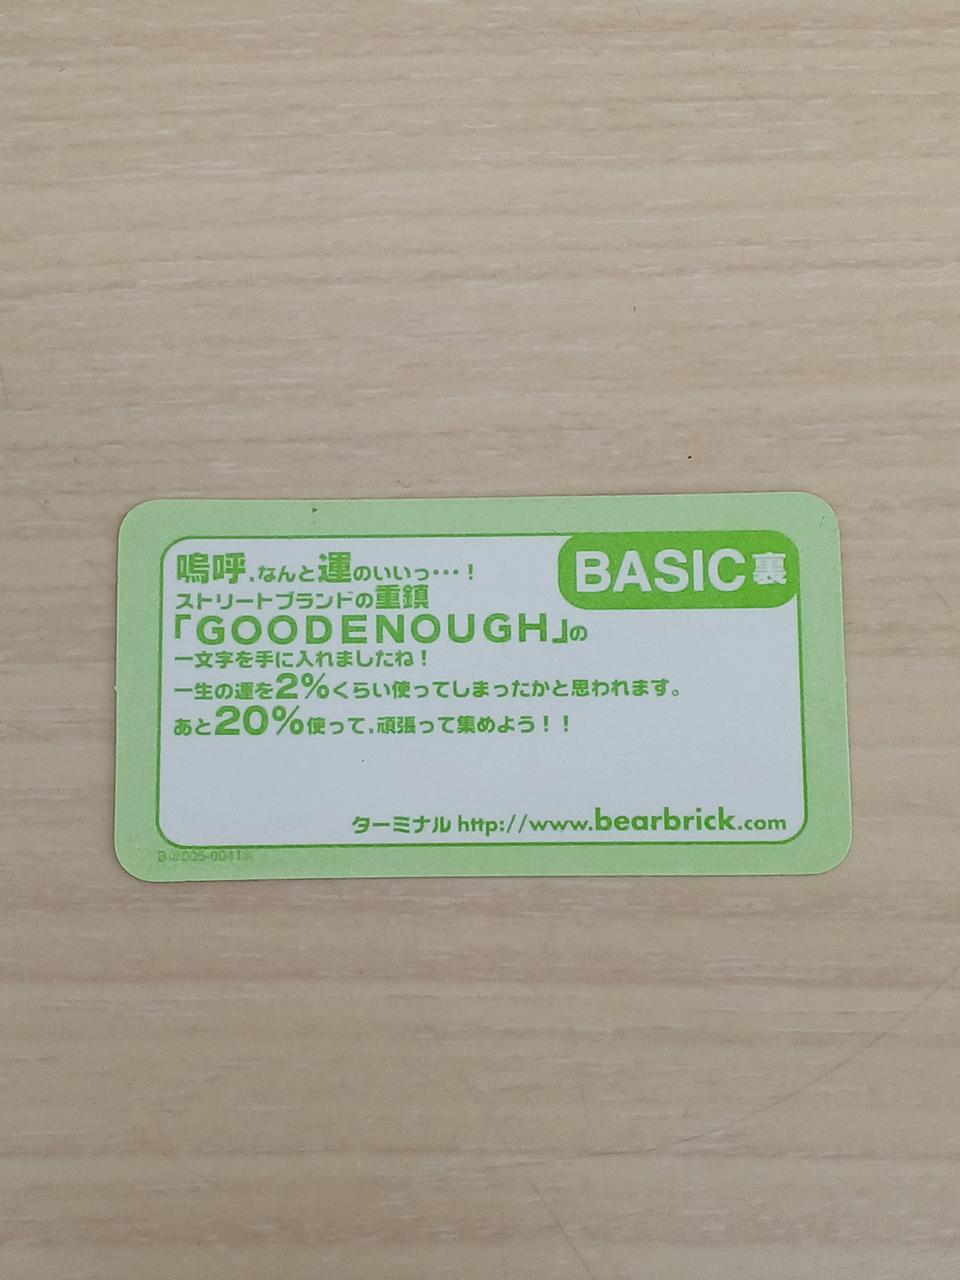 嗚呼、なんと運のいいっ…！
BASIC裏
ストリートブランドの重鎮
「GOODENOUGH」の
一文字を手に入れましたね！
一生の運を2%くらい使ってしまったかと思われます。
あと20%使って、頑張って集めよう！！
ターミナル http://www.bearbrick.com